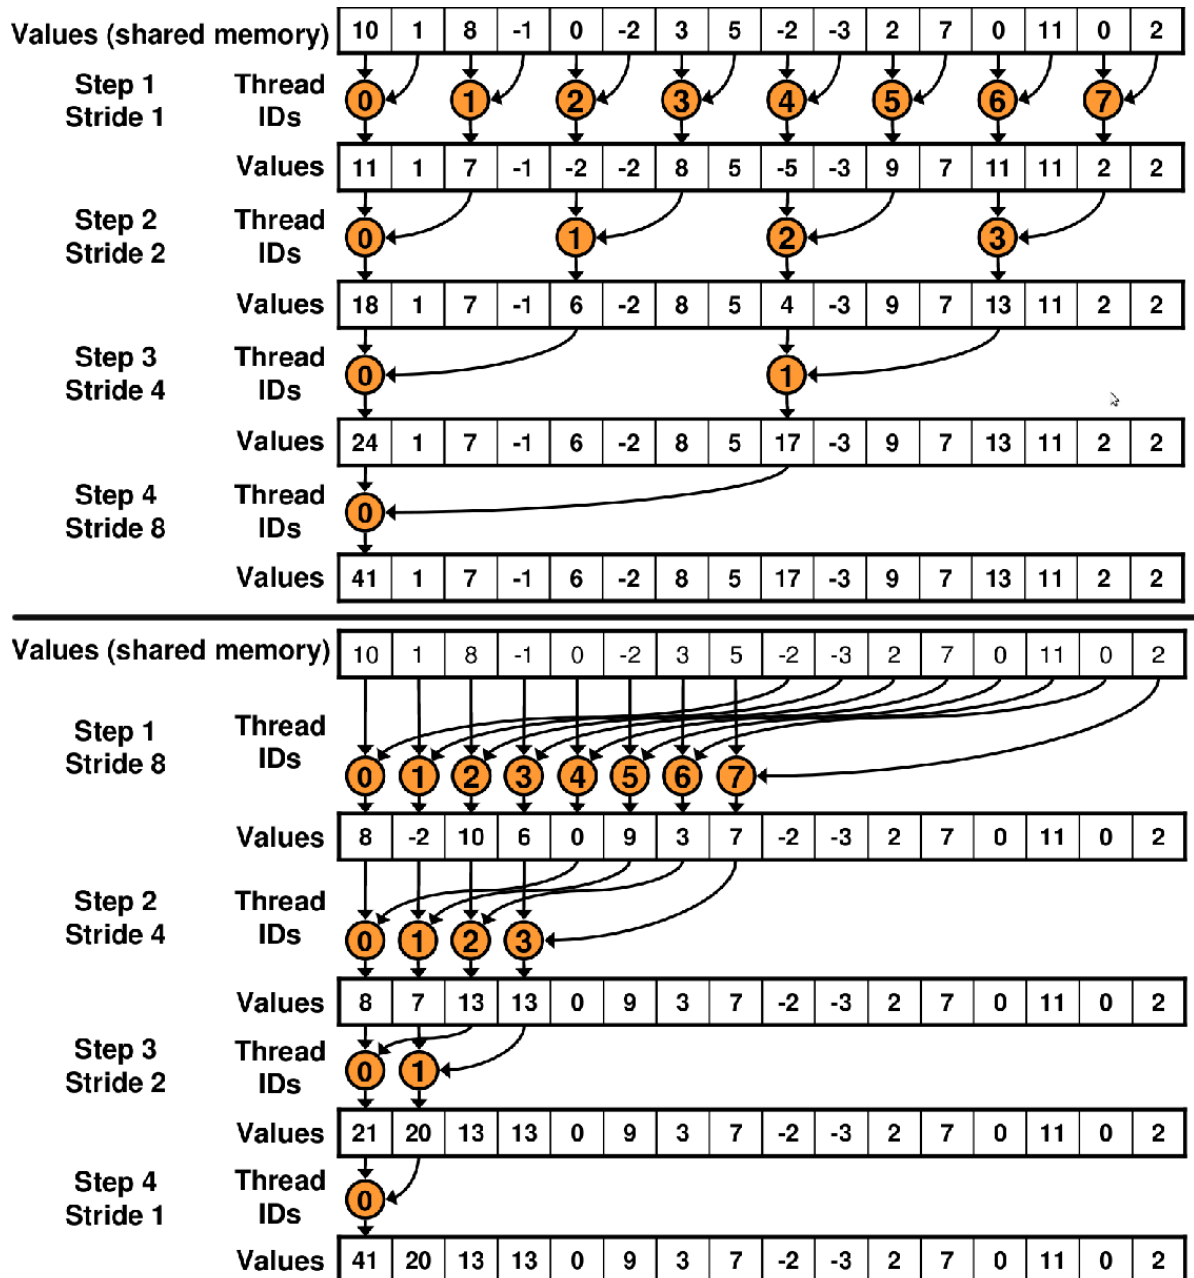 Values (shared memory) 10 1 8 -1 0 -2 3 5 -2 -3 2 7 0 11 0 2
Step 1 Thread 0 1 2 3 4 5 6 7
Stride 1 IDs
Values 11 1 7 -1 -2 -2 8 5 -5 -3 9 7 11 11 2 2
Step 2 Thread 0 1 2 3
Stride 2 IDs
Values 18 1 7 -1 6 -2 8 5 4 -3 9 7 13 11 2 2
Step 3 Thread 0 1
Stride 4 IDs
Values 24 1 7 -1 6 -2 8 5 17 -3 9 7 13 11 2 2
Step 4 Thread 0
Stride 8 IDs
Values 41 1 7 -1 6 -2 8 5 17 -3 9 7 13 11 2 2
Values (shared memory) 10 1 8 -1 0 -2 3 5 -2 -3 2 7 0 11 0 2
Step 1 Thread
Stride 8 IDs 0 1 2 3 4 5 6 7
Values 8 -2 10 6 0 9 3 7 -2 -3 2 7 0 11 0 2
Step 2 Thread
Stride 4 IDs 0 1 2 3
Values 8 7 13 13 0 9 3 7 -2 -3 2 7 0 11 0 2
Step 3 Thread
Stride 2 IDs 0 1
Values 21 20 13 13 0 9 3 7 -2 -3 2 7 0 11 0 2
Step 4 Thread 0
Stride 1 IDs
Values 41 20 13 13 0 9 3 7 -2 -3 2 7 0 11 0 2